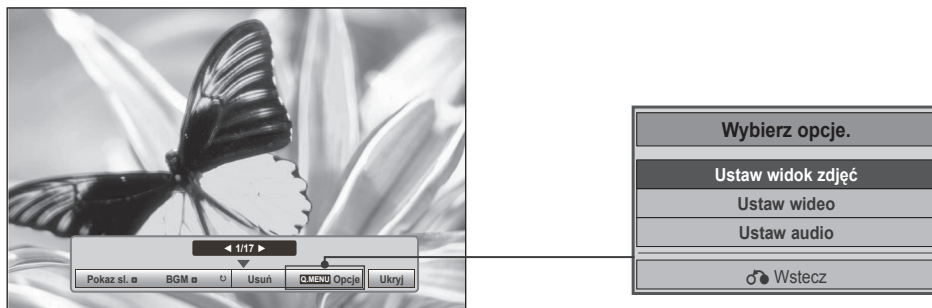 ◄ 1/17 ►
Pokaz sl. BGM Usuń Q.MENU Opcje Ukryj
Wybierz opcje.
Ustaw widok zdjęć
Ustaw wideo
Ustaw audio
Wstecz